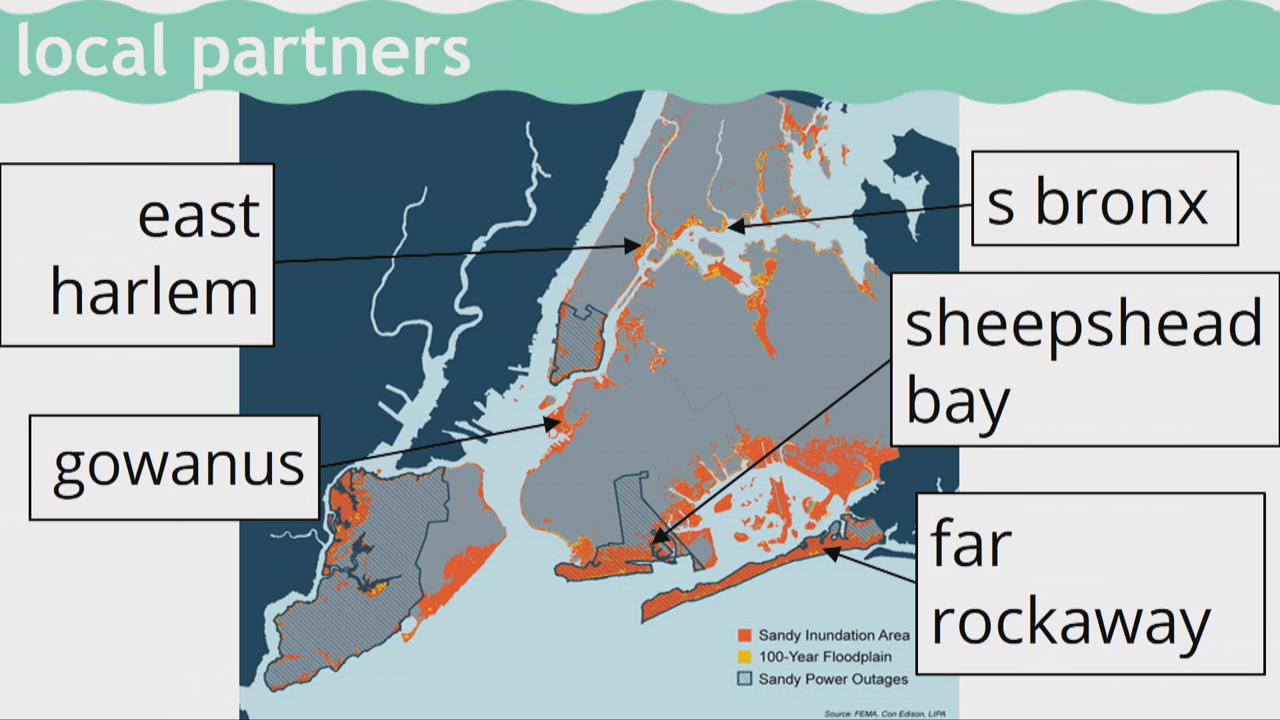 local partners
east
harlem
s bronx
sheepshead
bay
gowanus
far
rockaway
Sandy Inundation Area
100-Year Floodplain
Sandy Power Outages
Source: FEMA, Con Edison, LIPA